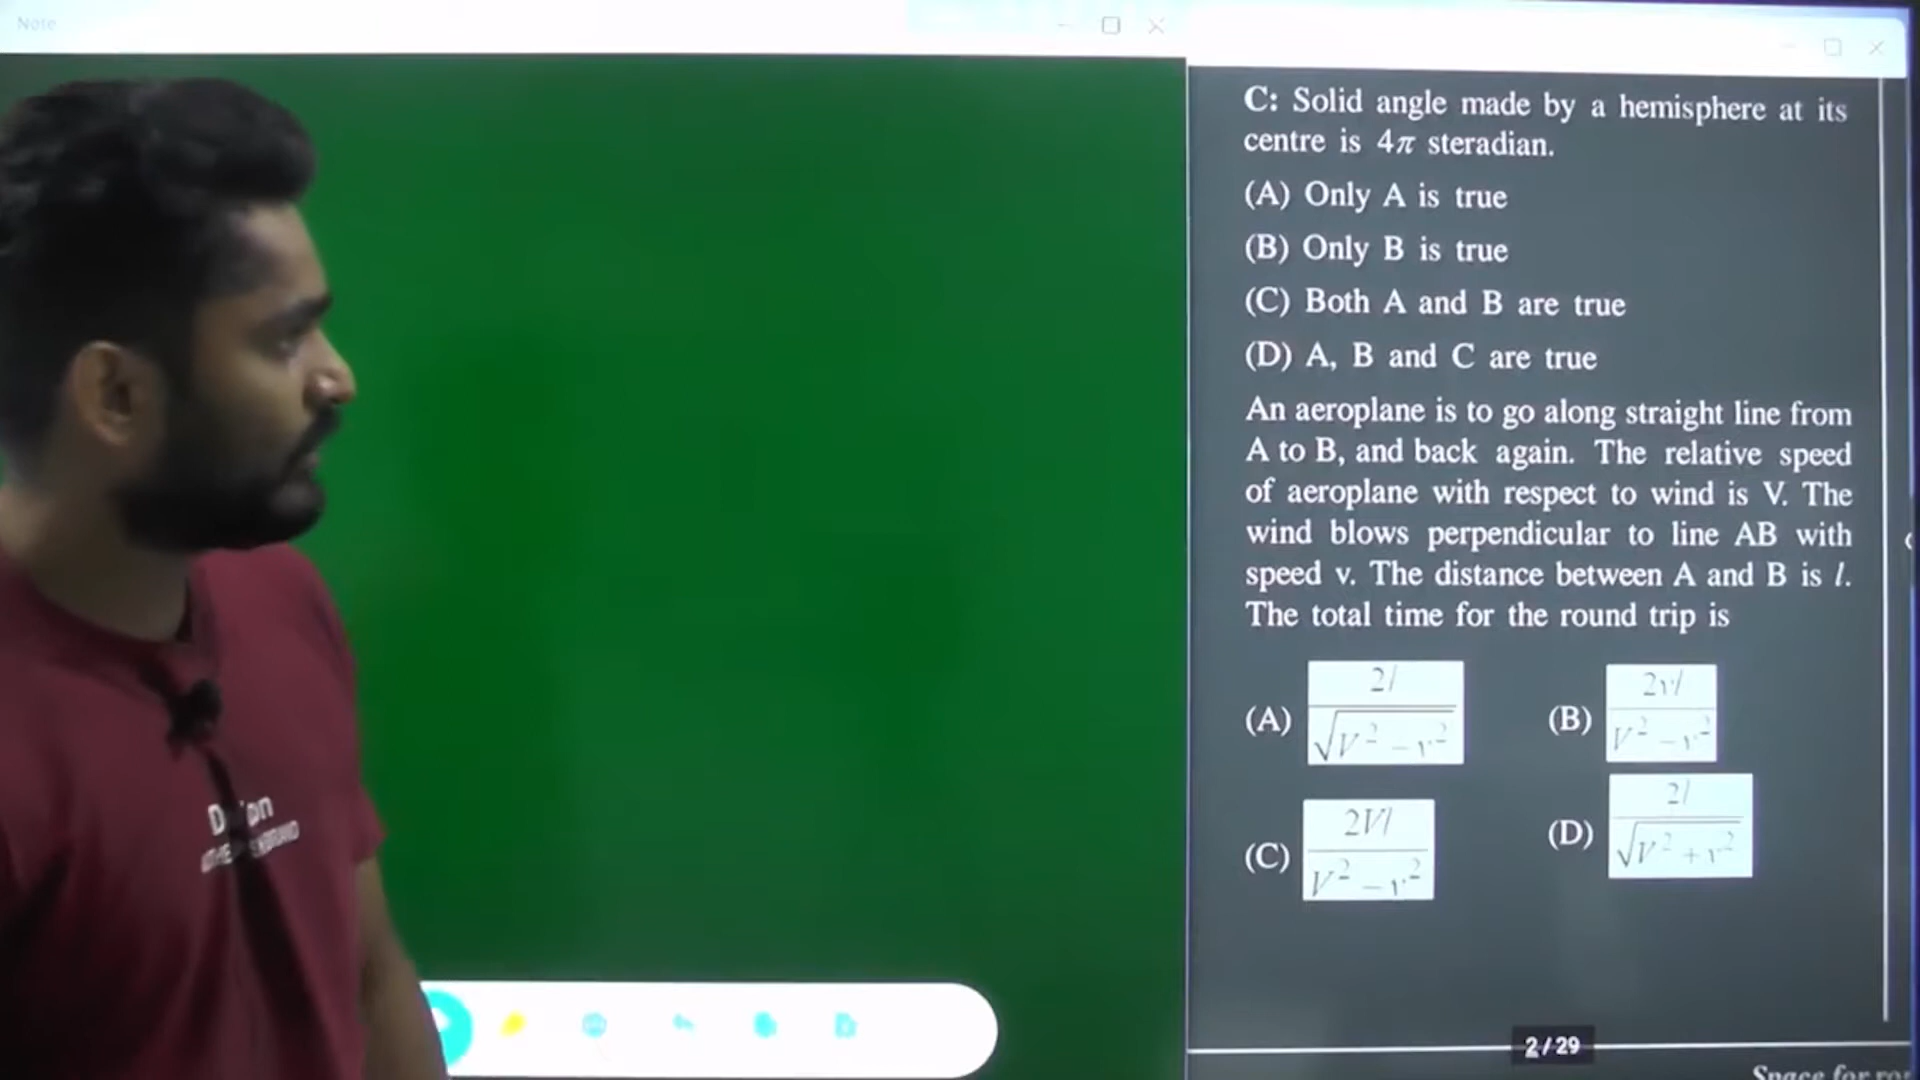 Note
C: Solid angle made by a hemisphere at its
centre is 4π steradian.
(A) Only A is true
(B) Only B is true
(C) Both A and B are true
(D) A, B and C are true
An aeroplane is to go along straight line from
A to B, and back again. The relative speed
of aeroplane with respect to wind is V. The
wind blows perpendicular to line AB with
speed v. The distance between A and B is l.
The total time for the round trip is
(A) 2l / √(V² − v²) (B) 2vl / (V² − v²)
(C) 2Vl / (V² − v²) (D) 2l / √(V² + v²)
2/29
Space for